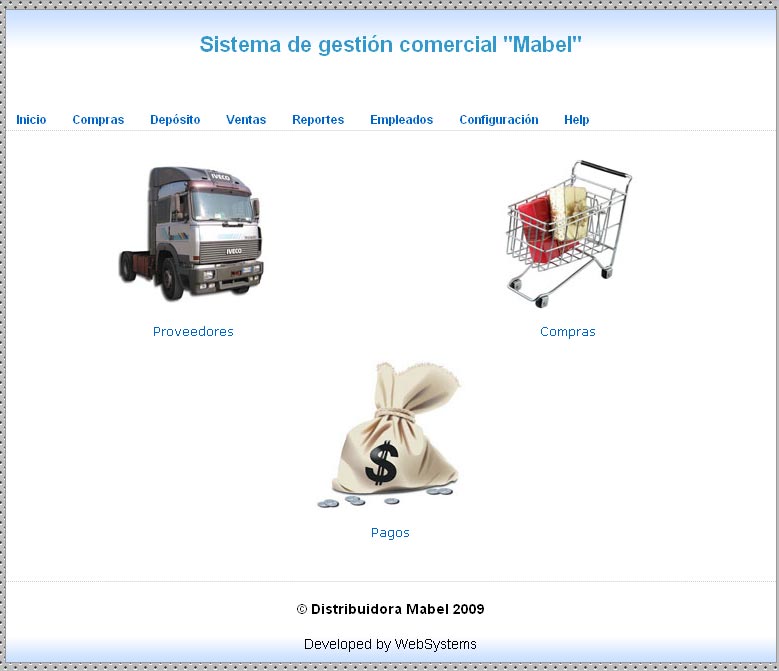 Sistema de gestión comercial "Mabel"
Inicio Compras Depósito Ventas Reportes Empleados Configuración Help
IVECO
IVECO
Proveedores
Compras
$
Pagos
© Distribuidora Mabel 2009
Developed by WebSystems